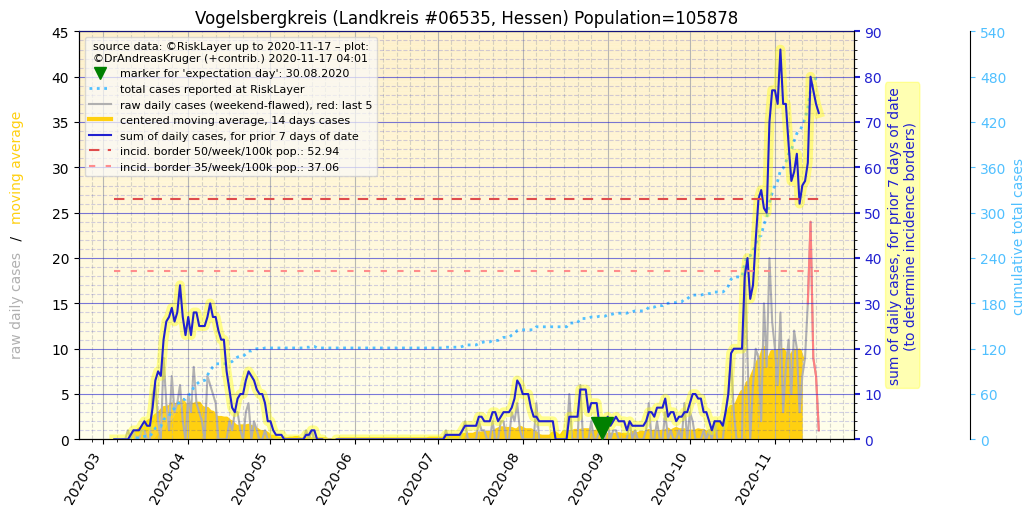 Vogelsbergkreis (Landkreis #06535, Hessen) Population=105878
source data: ©RiskLayer up to 2020-11-17 – plot:
©DrAndreasKruger (+contrib.) 2020-11-17 04:01
marker for 'expectation day': 30.08.2020
total cases reported at RiskLayer
raw daily cases (weekend-flawed), red: last 5
centered moving average, 14 days cases
sum of daily cases, for prior 7 days of date
incid. border 50/week/100k pop.: 52.94
incid. border 35/week/100k pop.: 37.06
raw daily cases / moving average
45
40
35
30
25
20
15
10
5
0
2020-03
2020-04
2020-05
2020-06
2020-07
2020-08
2020-09
2020-10
2020-11
90
80
70
60
50
40
30
20
10
0
sum of daily cases, for prior 7 days of date
(to determine incidence borders)
540
480
420
360
300
240
180
120
60
0
cumulative total cases